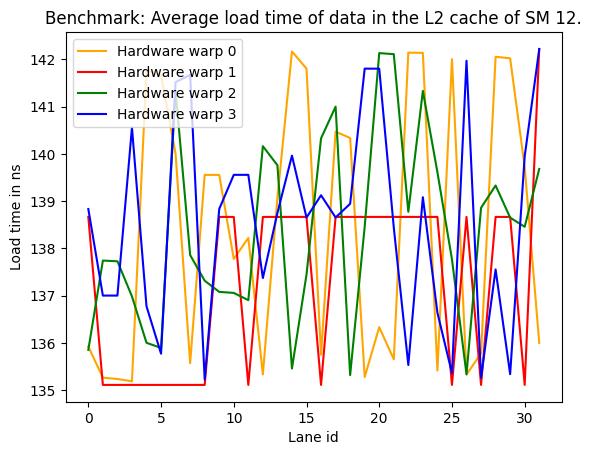 Benchmark: Average load time of data in the L2 cache of SM 12.
Hardware warp 0
Hardware warp 1
Hardware warp 2
Hardware warp 3
142
141
140
139
138
137
136
135
Load time in ns
0 5 10 15 20 25 30
Lane id